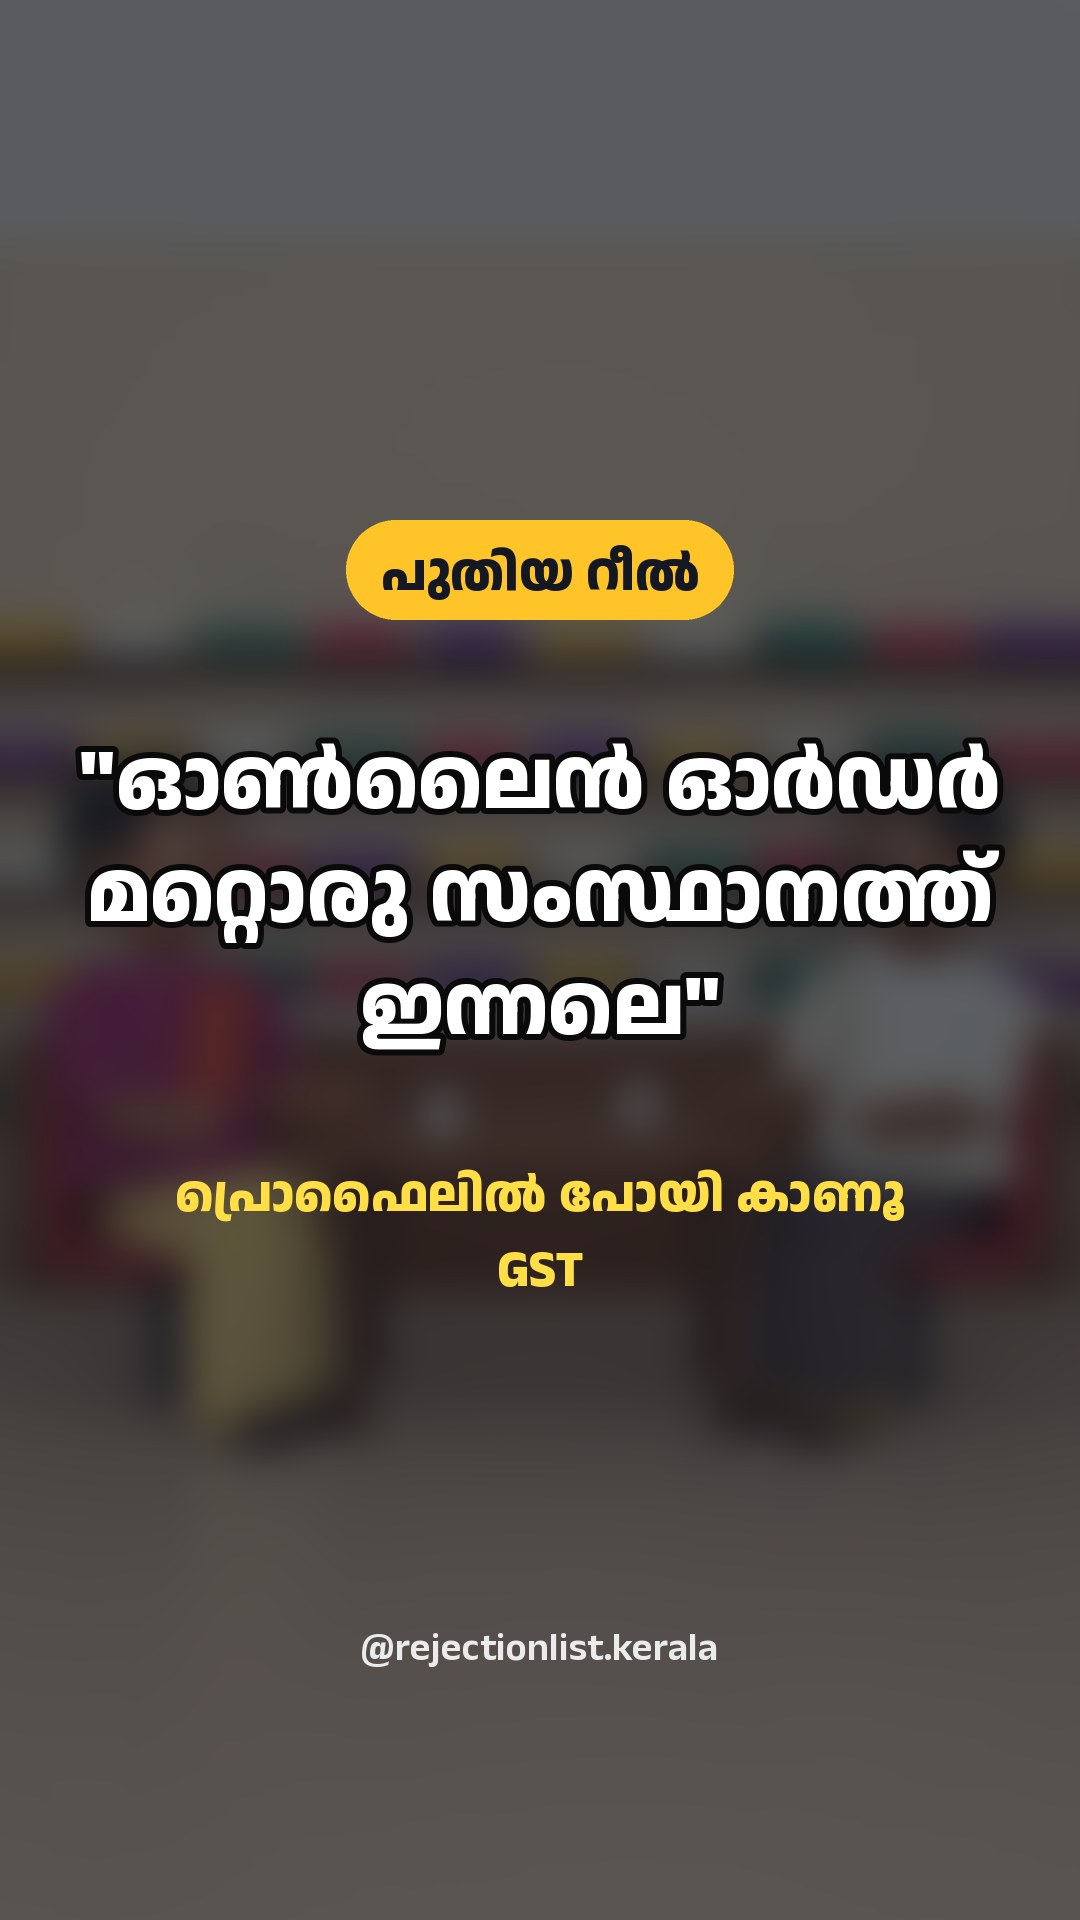 പുതിയ റീൽ
"ഓൺലൈൻ ഓർഡർ
മറ്റൊരു സംസ്ഥാനത്ത്
ഇന്നലെ"
പ്രൊഫൈലിൽ പോയി കാണൂ
GST
@rejectionlist.kerala